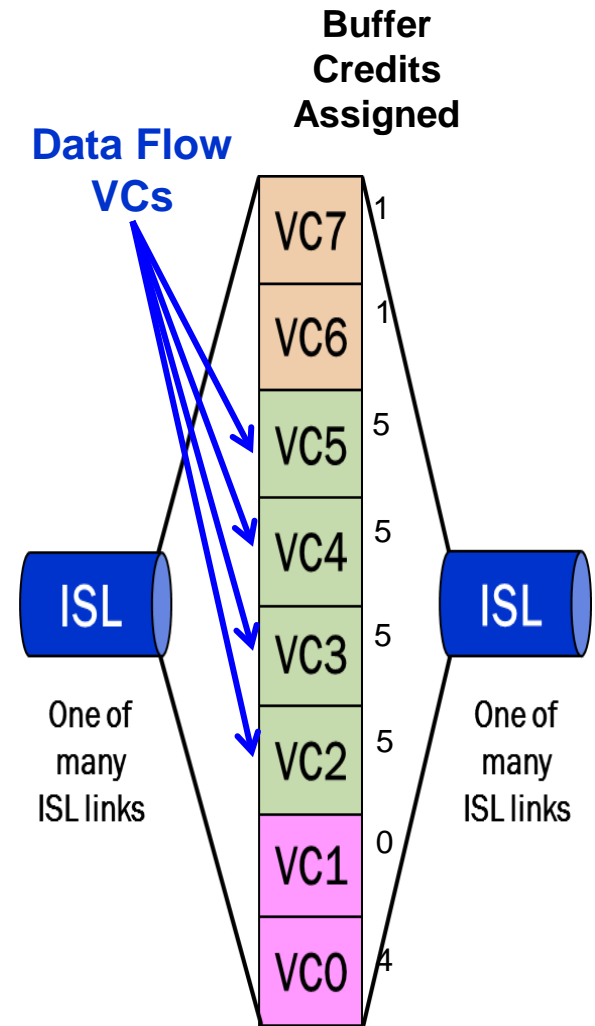 Buffer
Credits
Assigned
Data Flow
VCs
VC7 1
VC6 1
VC5 5
VC4 5
VC3 5
VC2 5
VC1 0
VC0 4
ISL
One of
many
ISL links
ISL
One of
many
ISL links